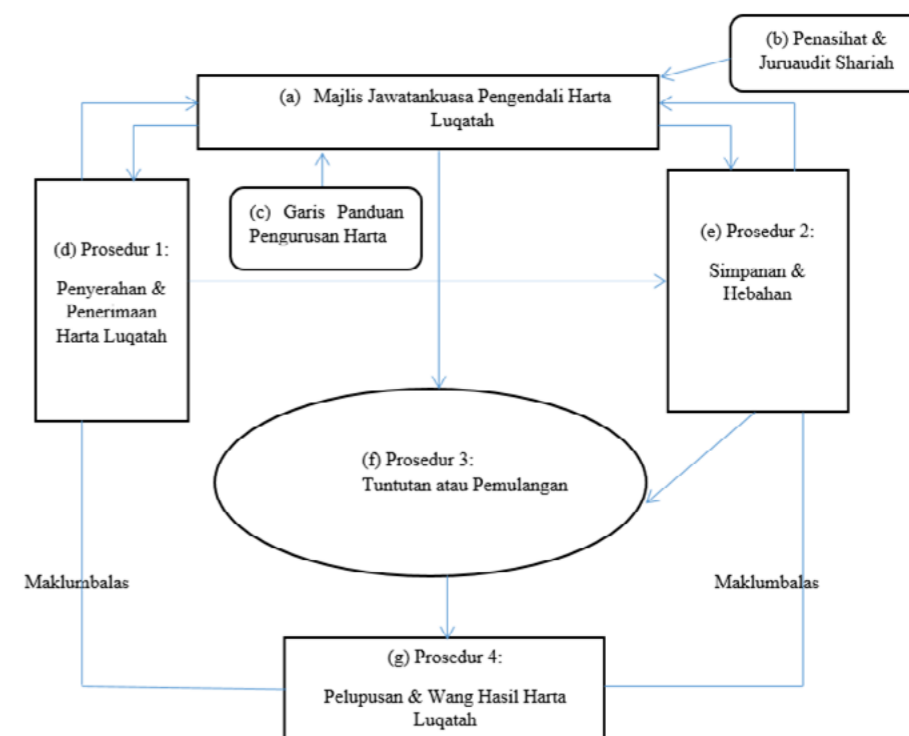 (b) Penasihat &
Juruaudit Shariah
(a) Majlis Jawatankuasa Pengendali Harta
Luqatah
(c) Garis Panduan
Pengurusan Harta
(d) Prosedur 1:
Penyerahan &
Penerimaan
Harta Luqatah
(e) Prosedur 2:
Simpanan &
Hebahan
(f) Prosedur 3:
Tuntutan atau Pemulangan
Maklumbalas
Maklumbalas
(g) Prosedur 4:
Pelupusan & Wang Hasil Harta
Luqatah